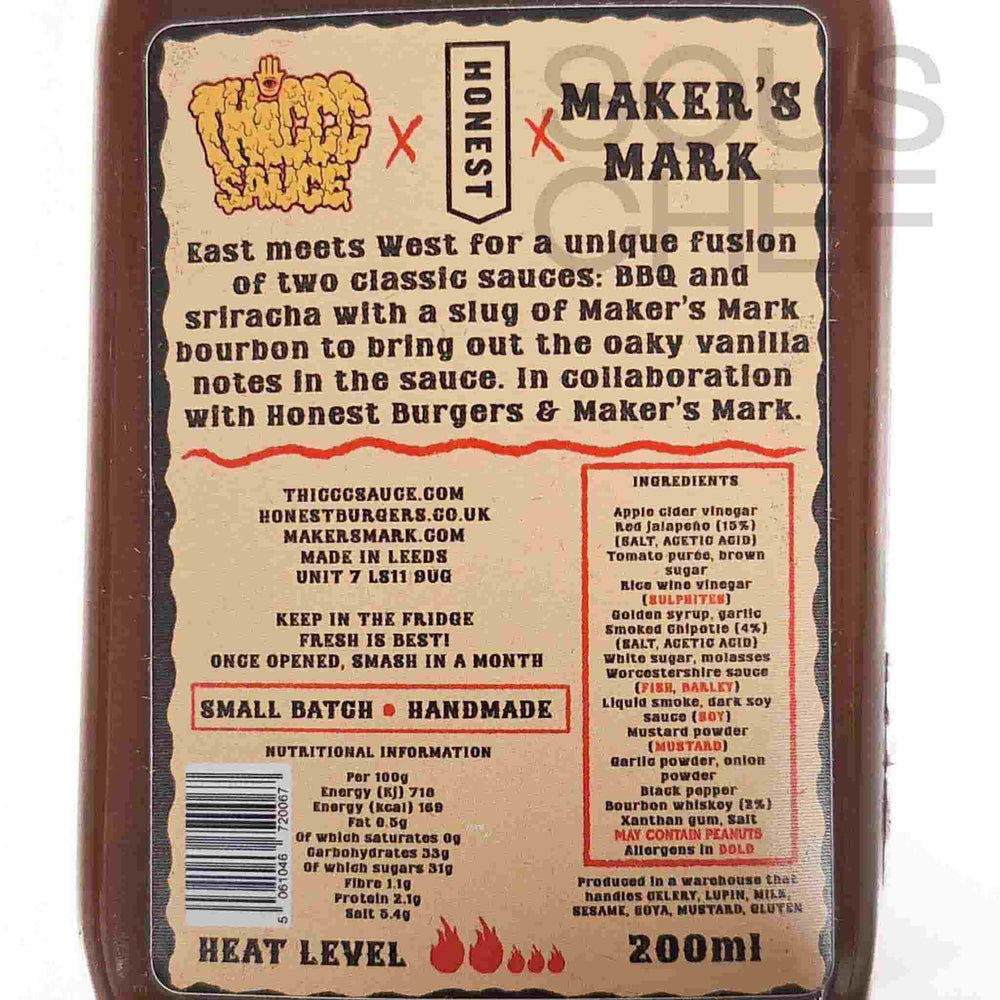 THICCC SAUCE X HONEST X MAKER'S MARK
SOUS CHEF
East meets West for a unique fusion
of two classic sauces: BBQ and
sriracha with a slug of Maker's Mark
bourbon to bring out the oaky vanilla
notes in the sauce. In collaboration
with Honest Burgers & Maker's Mark.
THICCCSAUCE.COM
HONESTBURGERS.CO.UK
MAKERSMARK.COM
MADE IN LEEDS
UNIT 7 LS11 9UG
KEEP IN THE FRIDGE
FRESH IS BEST!
ONCE OPENED, SMASH IN A MONTH
SMALL BATCH • HANDMADE
NUTRITIONAL INFORMATION
Per 100g
Energy (KJ) 718
Energy (kcal) 169
Fat 0.5g
Of which saturates 0g
Carbohydrates 33g
Of which sugars 31g
Fibre 1.1g
Protein 2.1g
Salt 5.4g
5 061046 720067
HEAT LEVEL
INGREDIENTS
Apple cider vinegar
Red jalapeño (15%)
(SALT, ACETIC ACID)
Tomato purée, brown
sugar
Rice wine vinegar
(SULPHITES)
Golden syrup, garlic
Smoked Chipotle (4%)
(SALT, ACETIC ACID)
White sugar, molasses
Worcestershire sauce
(FISH, BARLEY)
Liquid smoke, dark soy
sauce (SOY)
Mustard powder
(MUSTARD)
Garlic powder, onion
powder
Black pepper
Bourbon whiskey (2%)
Xanthan gum, Salt
MAY CONTAIN PEANUTS
Allergens in BOLD
Produced in a warehouse that
handles CELERY, LUPIN, MILK,
SESAME, SOYA, MUSTARD, GLUTEN
200ml